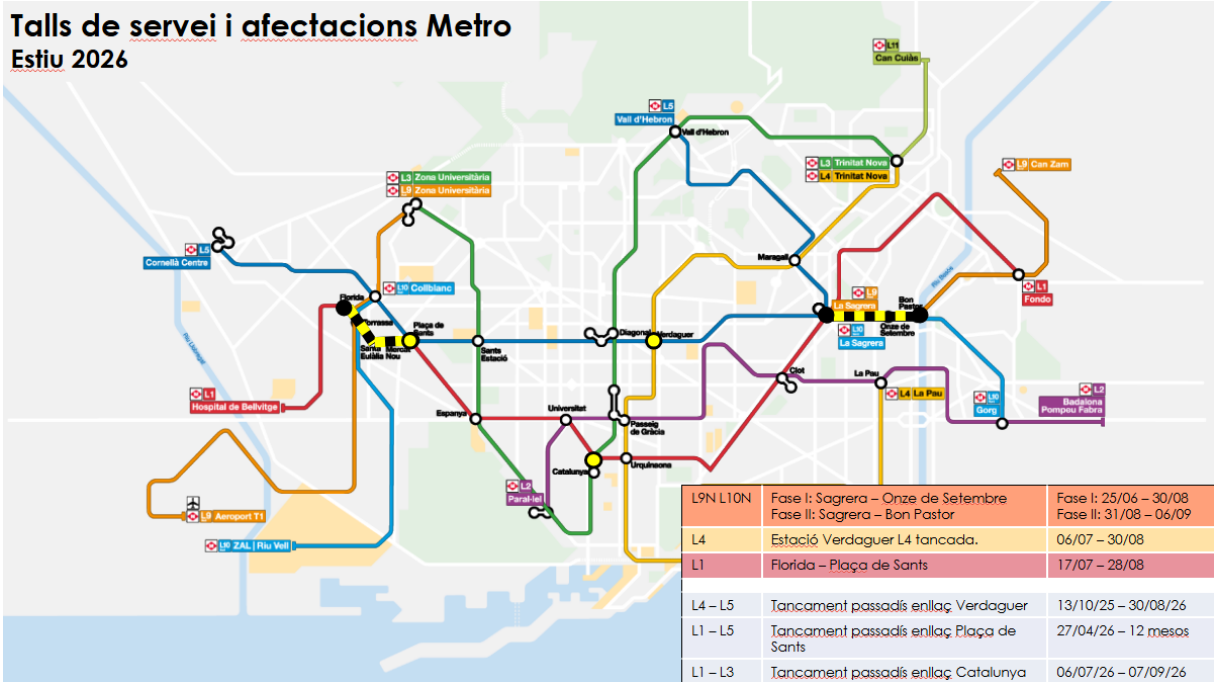 Talls de servei i afectacions Metro
Estiu 2026
L11
Can Cuiàs
L5
Vall d'Hebron
Vall d'Hebron
L3 Trinitat Nova
L4 Trinitat Nova
L9 Can Zam
L3 Zona Universitària
L9 Zona Universitària
L5
Cornellà Centre
Maragall
Riu Besòs
L10 Collblanc
L1
Fondo
Florida
L9
La Sagrera
Bon
Pastor
Torrassa
Plaça de
Sants
Diagonal
Verdaguer
Onze de
Setembre
L10
La Sagrera
Riu Llobregat
Santa
Eulàlia
Mercat
Nou
Sants
Estació
Clot
La Pau
L1
Hospital de Bellvitge
L4 La Pau
L10
Gorg
L2
Badalona
Pompeu Fabra
Espanya
Universitat
Passeig
de Gràcia
Catalunya
Urquinaona
L2
Paral·lel
L9 Aeroport T1
L10 ZAL | Riu Vell
L9N L10N Fase I: Sagrera – Onze de Setembre Fase I: 25/06 – 30/08
Fase II: Sagrera – Bon Pastor Fase II: 31/08 – 06/09
L4 Estació Verdaguer L4 tancada. 06/07 – 30/08
L1 Florida – Plaça de Sants 17/07 – 28/08
L4 – L5 Tancament passadís enllaç Verdaguer 13/10/25 – 30/08/26
L1 – L5 Tancament passadís enllaç Plaça de 27/04/26 – 12 mesos
Sants
L1 – L3 Tancament passadís enllaç Catalunya 06/07/26 – 07/09/26